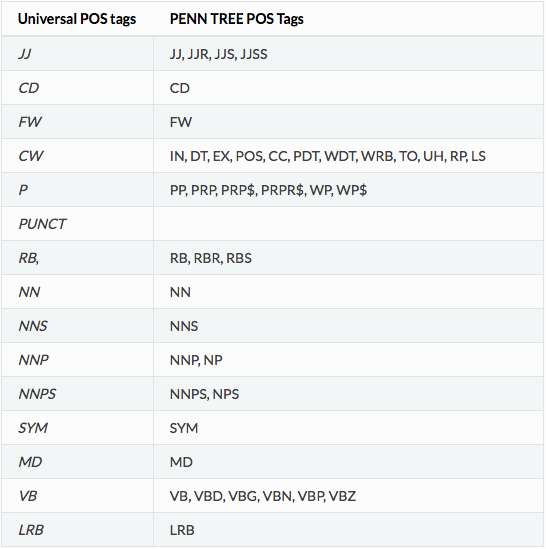 Universal POS tags PENN TREE POS Tags
JJ JJ, JJR, JJS, JJSS
CD CD
FW FW
CW IN, DT, EX, POS, CC, PDT, WDT, WRB, TO, UH, RP, LS
P PP, PRP, PRP$, PRPR$, WP, WP$
PUNCT
RB, RB, RBR, RBS
NN NN
NNS NNS
NNP NNP, NP
NNPS NNPS, NPS
SYM SYM
MD MD
VB VB, VBD, VBG, VBN, VBP, VBZ
LRB LRB